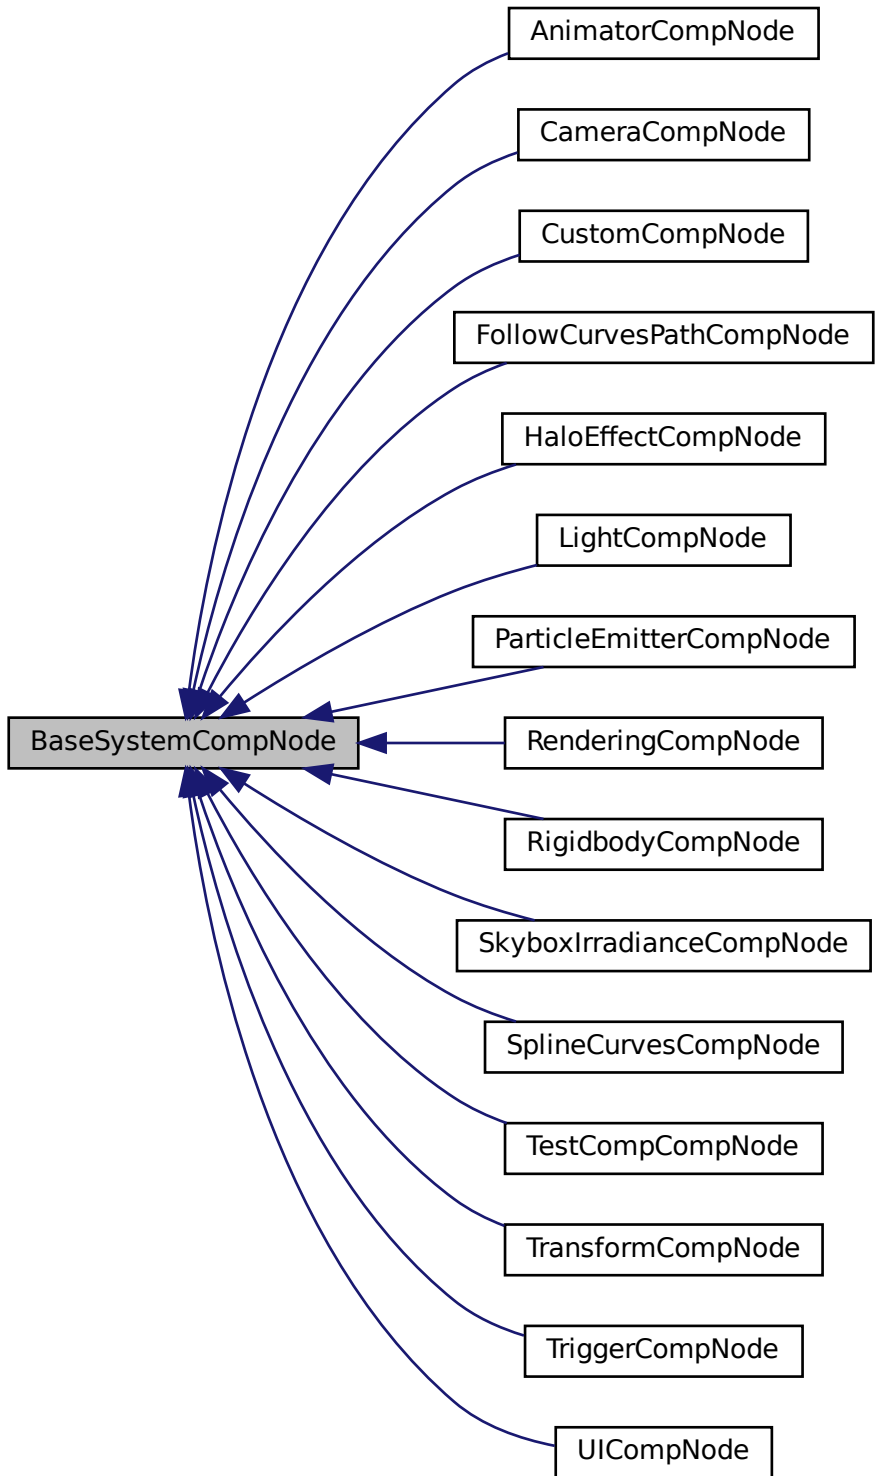 AnimatorCompNode
CameraCompNode
CustomCompNode
FollowCurvesPathCompNode
HaloEffectCompNode
LightCompNode
ParticleEmitterCompNode
BaseSystemCompNode
RenderingCompNode
RigidbodyCompNode
SkyboxIrradianceCompNode
SplineCurvesCompNode
TestCompCompNode
TransformCompNode
TriggerCompNode
UICompNode